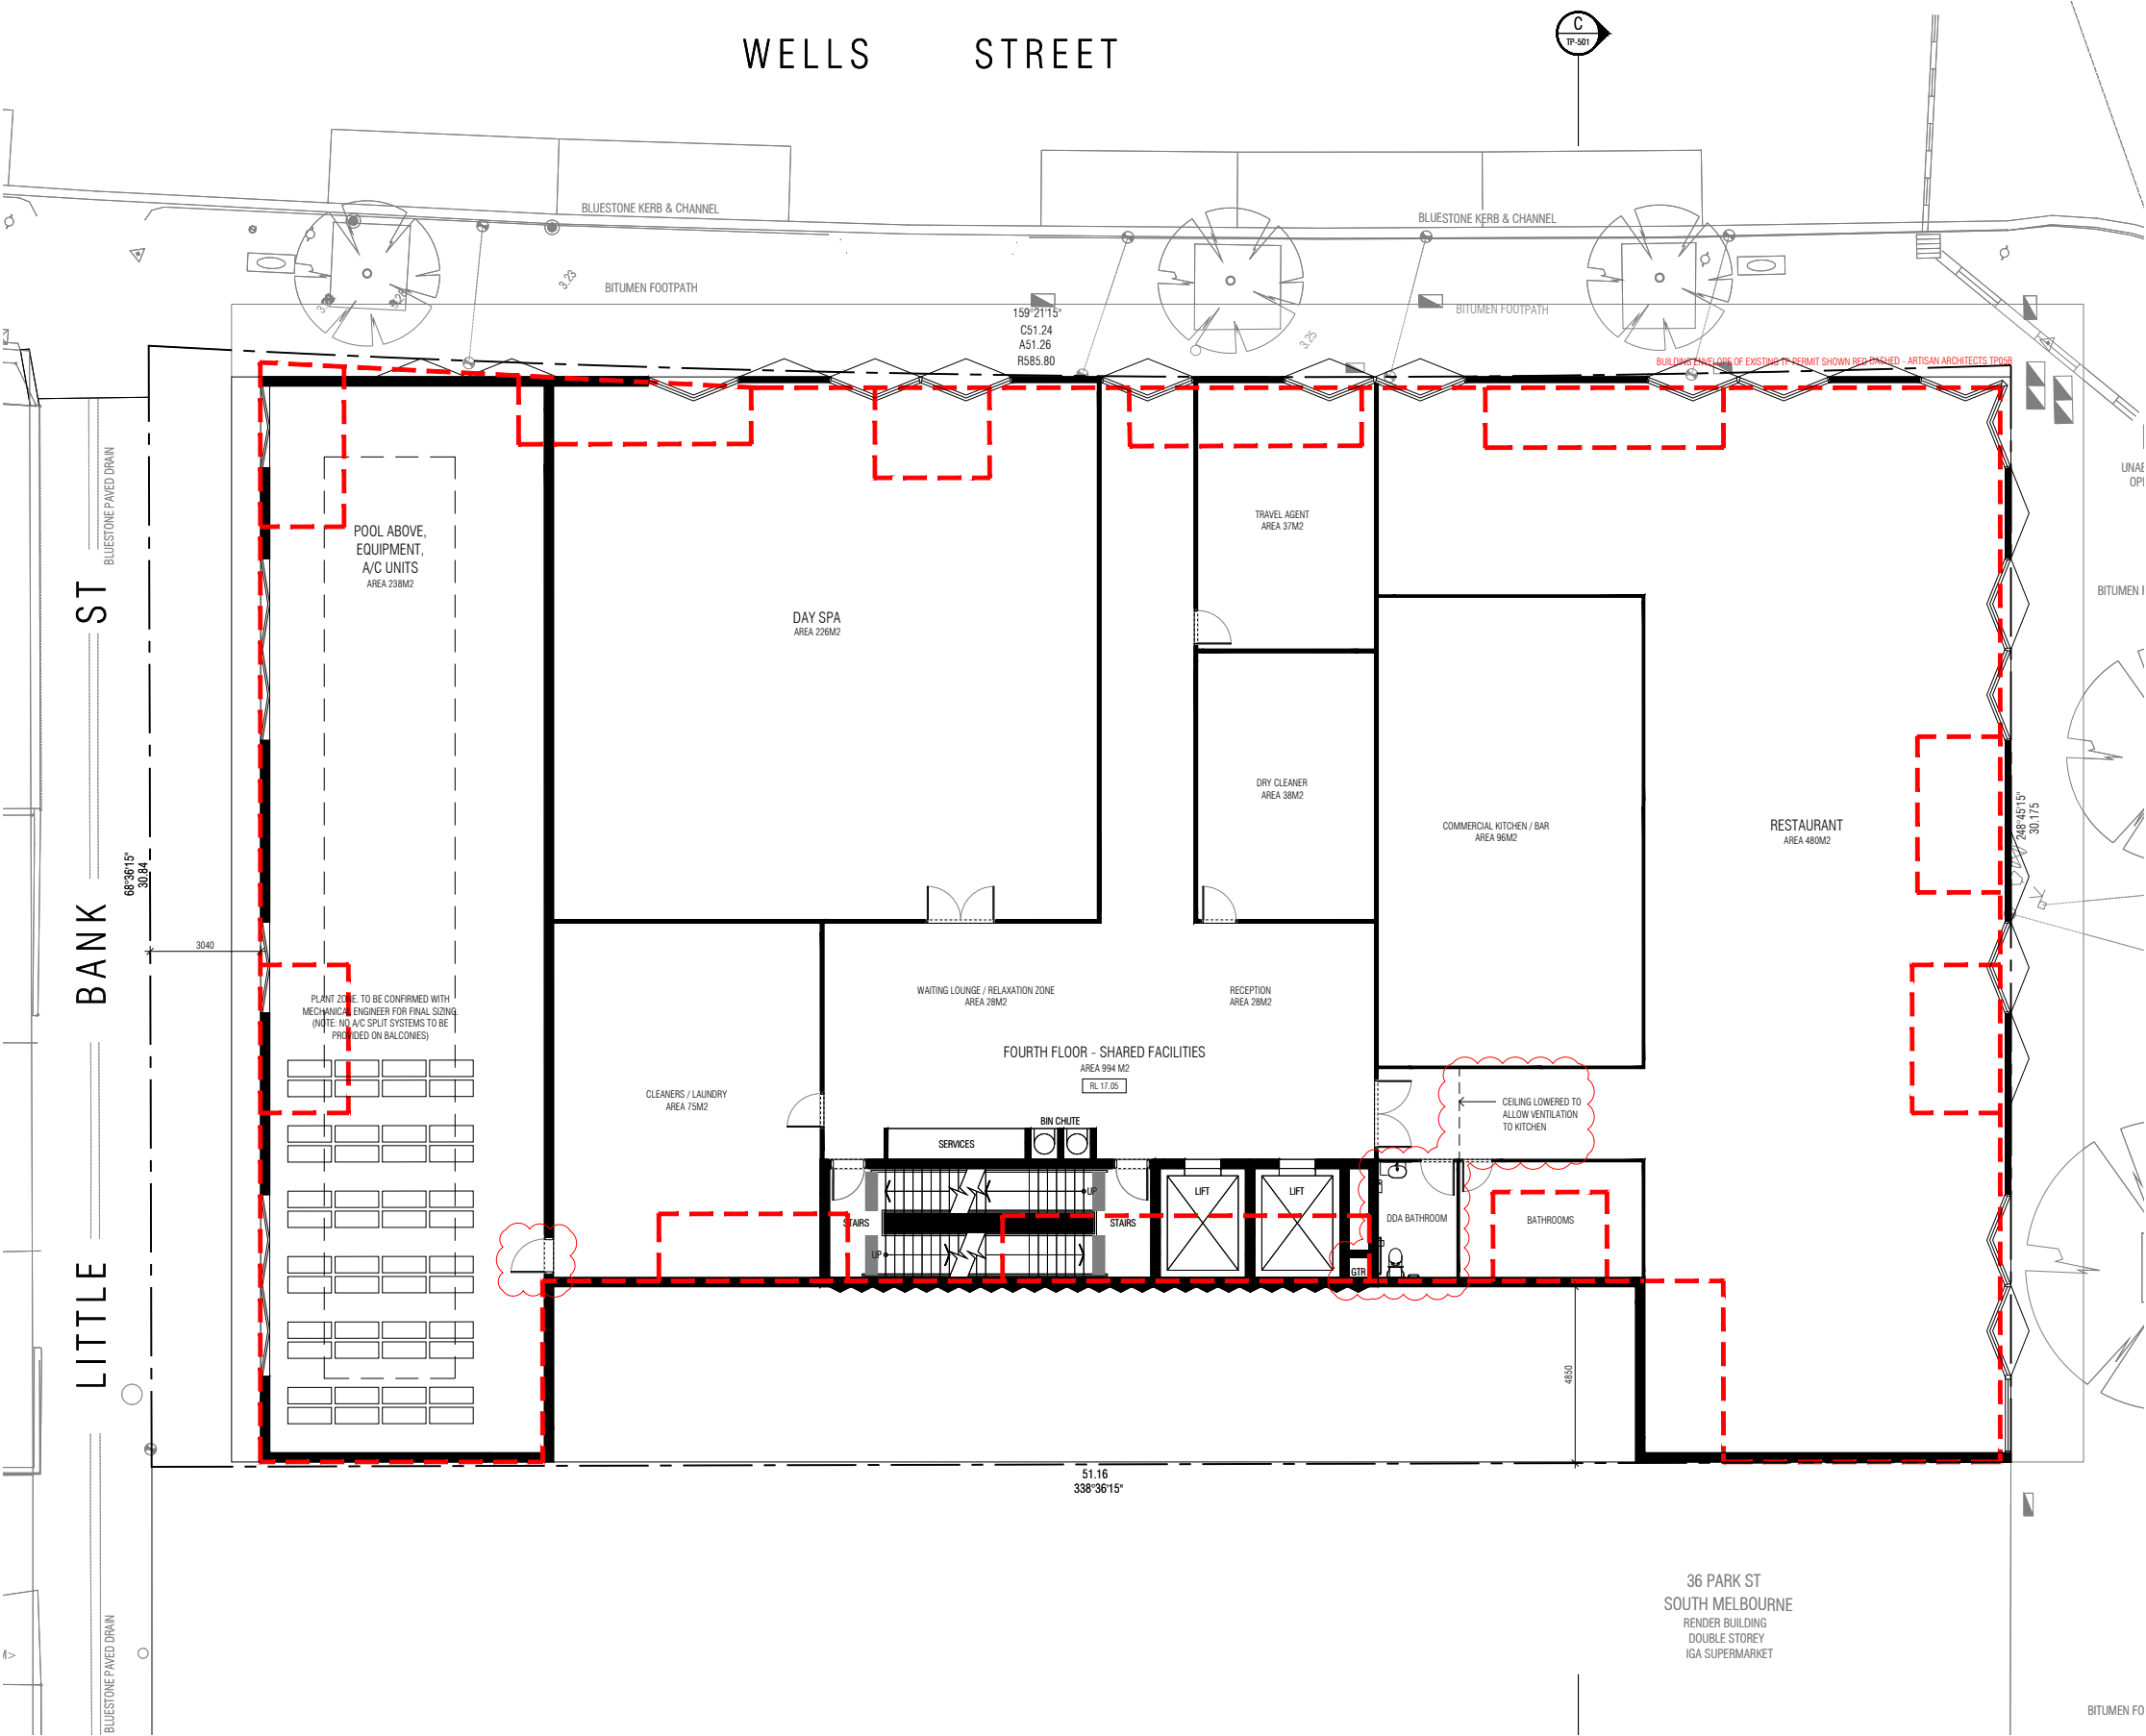 WELLS STREET
C
TP-501
BLUESTONE KERB & CHANNEL
BLUESTONE KERB & CHANNEL
3.23
BITUMEN FOOTPATH
BITUMEN FOOTPATH
159°21'15"
C51.24
A51.26
R585.80
3.25
BUILDING ENVELOPE OF EXISTING TP PERMIT SHOWN RED DASHED - ARTISAN ARCHITECTS TP05B
BLUESTONE PAVED DRAIN
LITTLE BANK ST
68°36'15"
30.84
3040
POOL ABOVE,
EQUIPMENT,
A/C UNITS
AREA 238M2
DAY SPA
AREA 226M2
TRAVEL AGENT
AREA 37M2
DRY CLEANER
AREA 38M2
COMMERCIAL KITCHEN / BAR
AREA 96M2
RESTAURANT
AREA 480M2
248°45'15"
30.175
UNAB
OPE
BITUMEN F
PLANT ZONE. TO BE CONFIRMED WITH
MECHANICAL ENGINEER FOR FINAL SIZING.
(NOTE: NO A/C SPLIT SYSTEMS TO BE
PROVIDED ON BALCONIES)
WAITING LOUNGE / RELAXATION ZONE
AREA 28M2
RECEPTION
AREA 28M2
FOURTH FLOOR - SHARED FACILITIES
AREA 994 M2
RL 17.05
CLEANERS / LAUNDRY
AREA 75M2
BIN CHUTE
SERVICES
CEILING LOWERED TO
ALLOW VENTILATION
TO KITCHEN
UP
LIFT
LIFT
STAIRS
STAIRS
UP
DDA BATHROOM
BATHROOMS
GTR
4850
51.16
338°36'15"
36 PARK ST
SOUTH MELBOURNE
RENDER BUILDING
DOUBLE STOREY
IGA SUPERMARKET
BLUESTONE PAVED DRAIN
BITUMEN FO